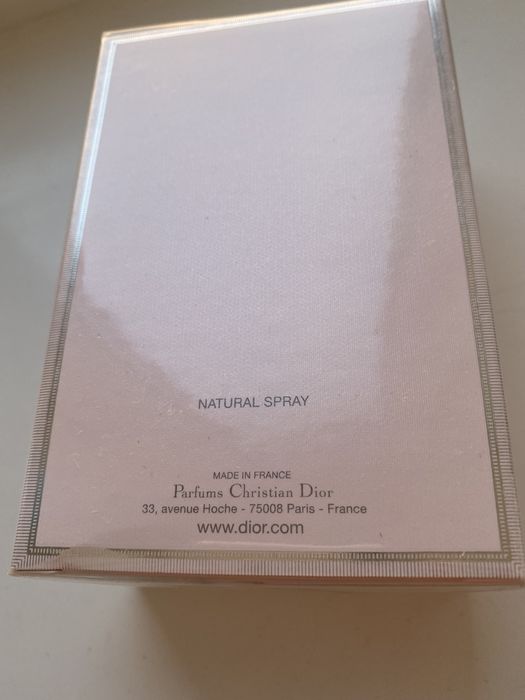 NATURAL SPRAY
MADE IN FRANCE
Parfums Christian Dior
33, avenue Hoche - 75008 Paris - France
www.dior.com